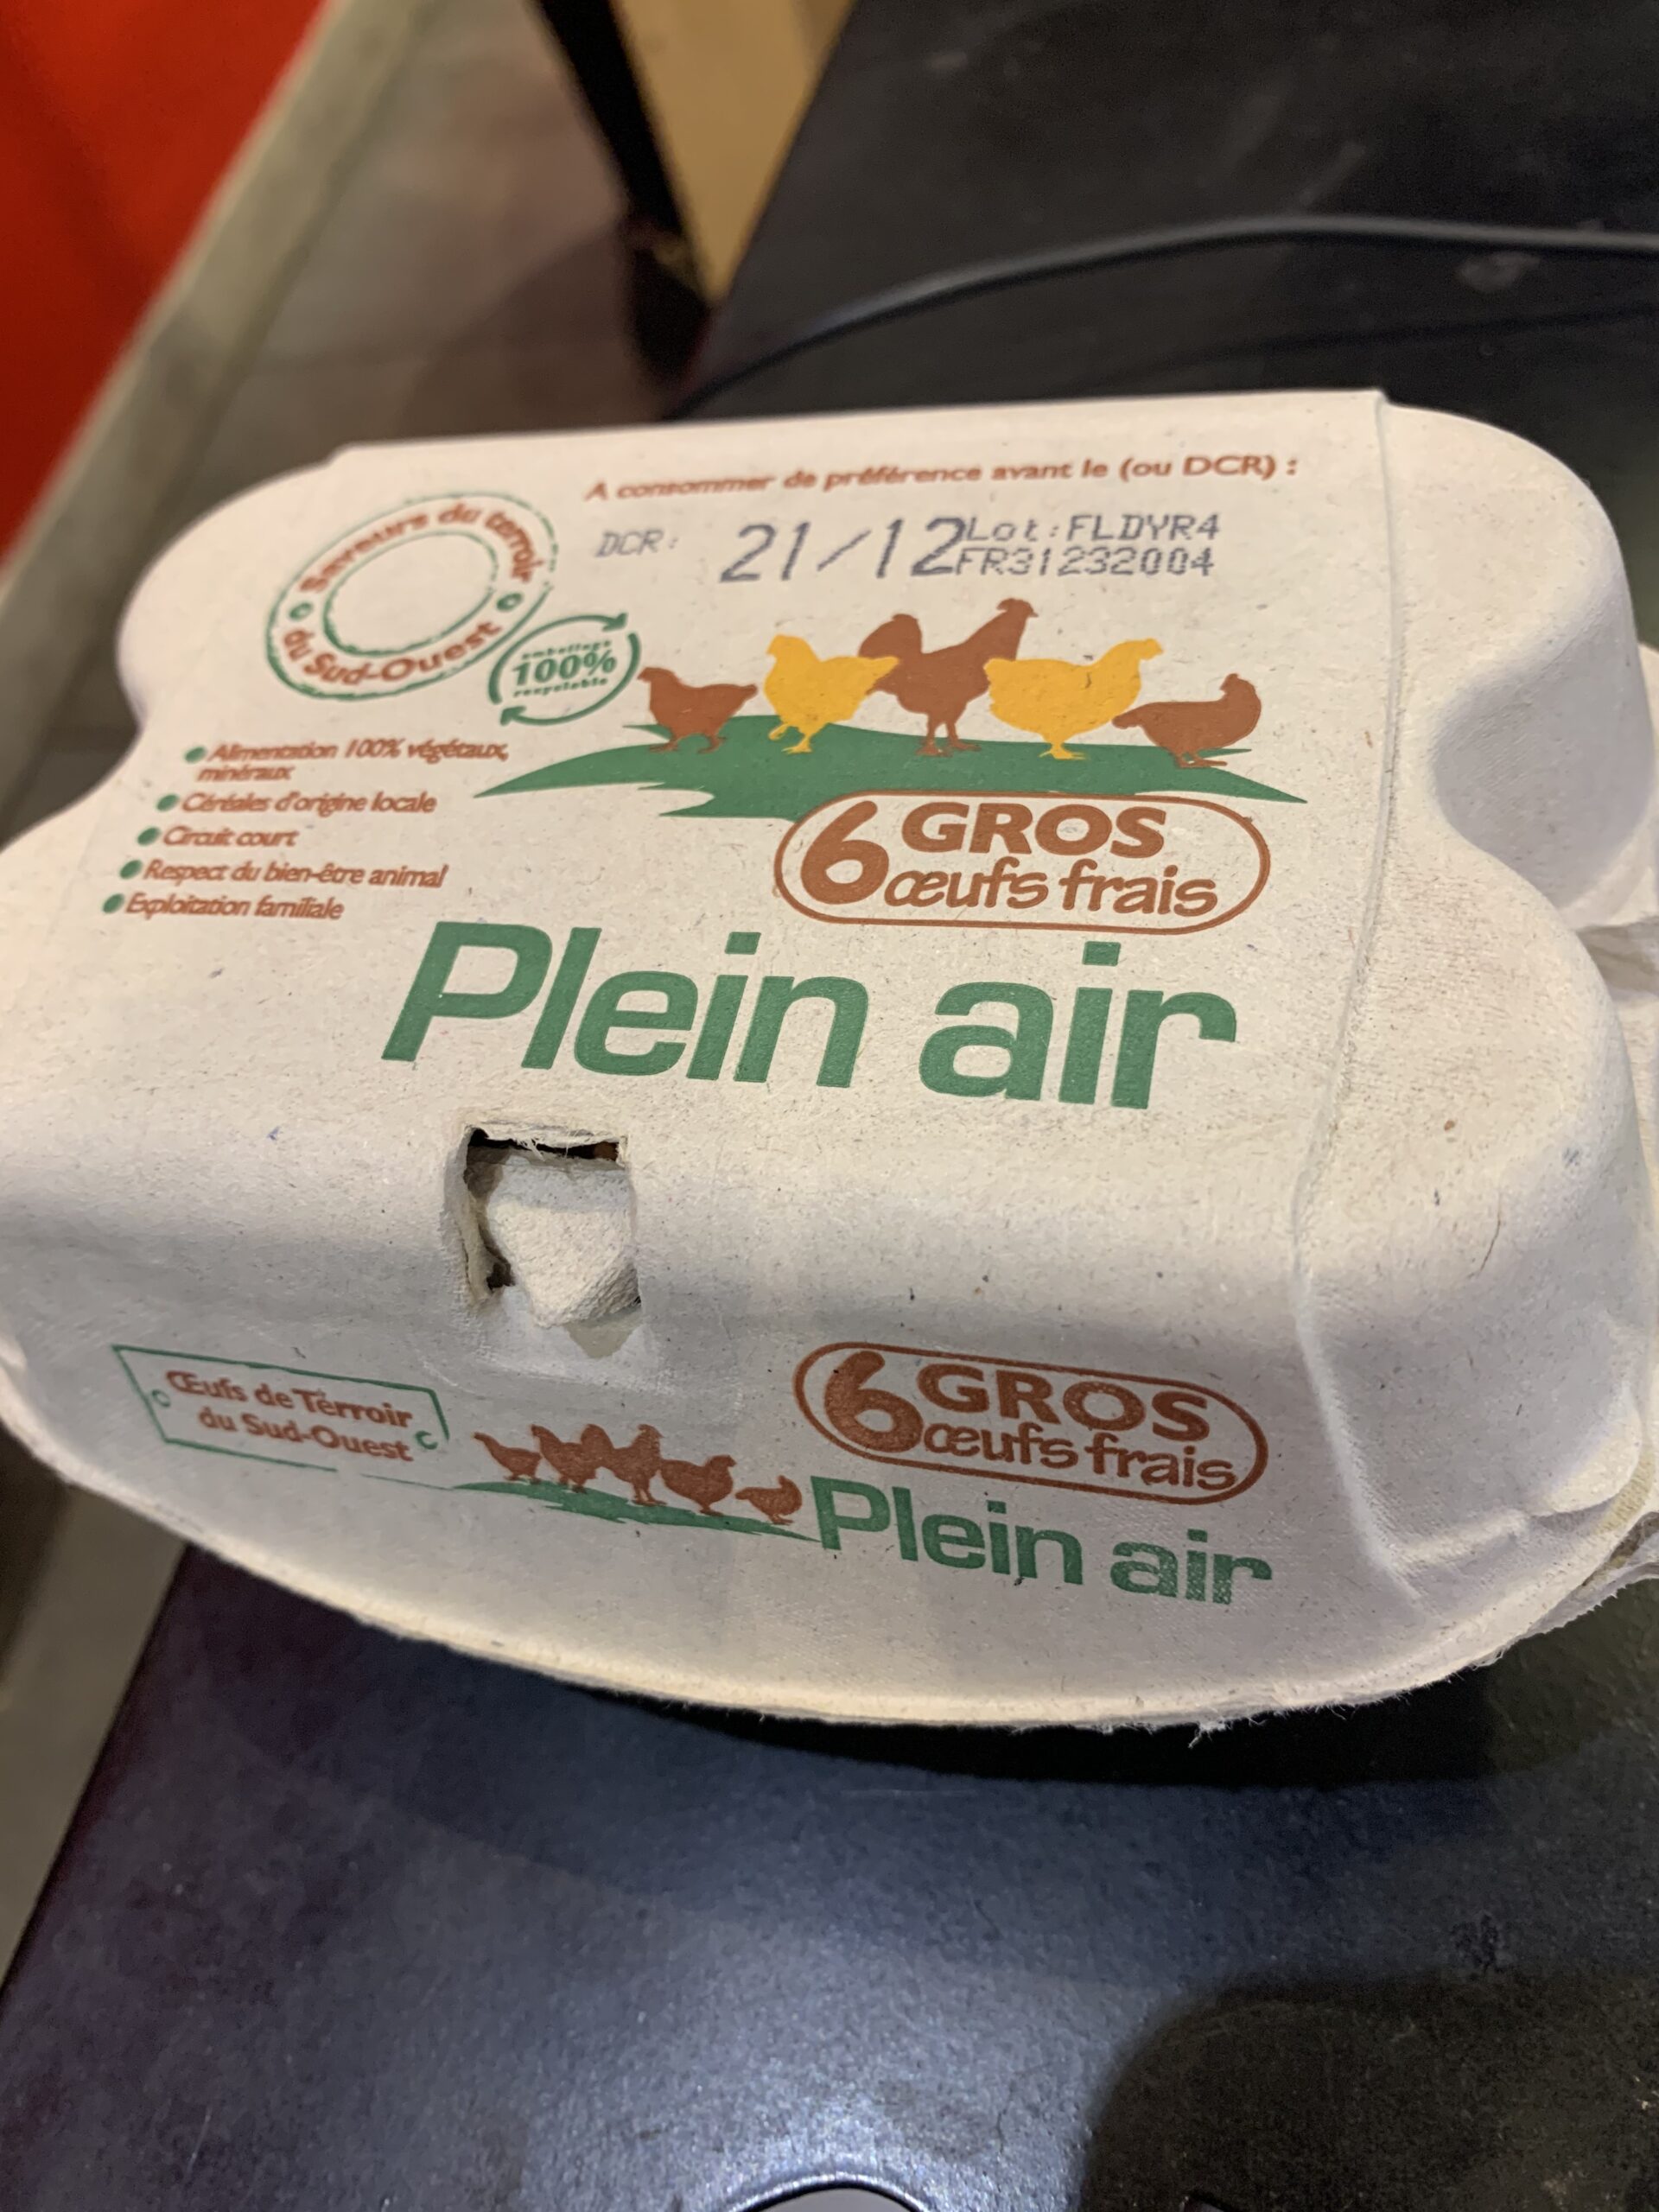 A consommer de préférence avant le (ou DCR) :
DCR: 21/12 Lot:FLDYR4
FR31232004
Saveurs du terroir
du Sud-Ouest
emballage
100%
recyclable
Alimentation 100% végétaux,
minéraux
Céréales d'origine locale
Circuit court
Respect du bien-être animal
Exploitation familiale
6 GROS
œufs frais
Plein air
Œufs de Terroir
du Sud-Ouest
6 GROS
œufs frais
Plein air